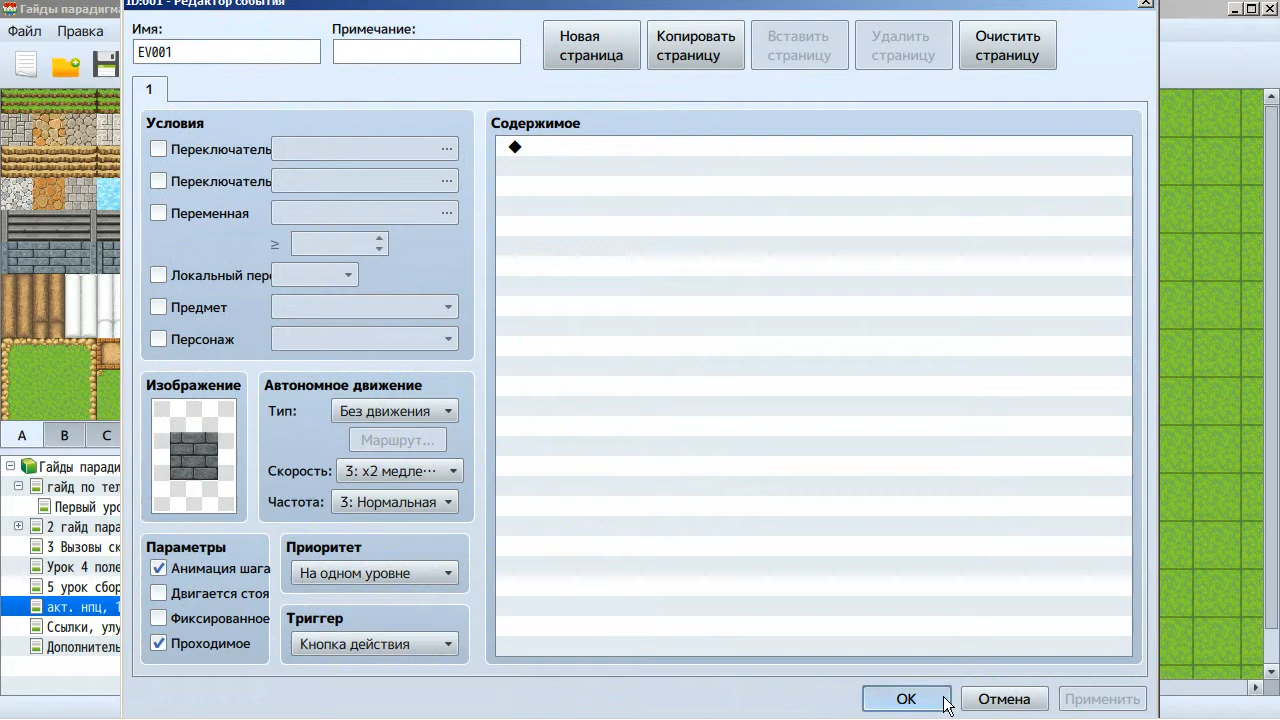 Гайды парадигма
ID:001 - Редактор события
Файл
Правка
Имя:
Примечание:
EV001
Новая страница
Копировать страницу
Вставить страницу
Удалить страницу
Очистить страницу
1
Условия
Содержимое
Переключатель
...
◆
Переключатель
...
Переменная
...
≥
Локальный пер
Предмет
Персонаж
Изображение
Автономное движение
Тип:
Без движения
Маршрут...
Скорость:
3: x2 медле···
Частота:
3: Нормальная
Параметры
Анимация шага
Двигается стоя
Фиксированное
Проходимое
Приоритет
На одном уровне
Триггер
Кнопка действия
A
B
C
Гайды паради
гайд по тел
Первый уро
2 гайд пара
3 Вызовы ск
Урок 4 поле
5 урок сбор
акт. нпц, 1
Ссылки, улу
Дополнитель
OK
Отмена
Применить